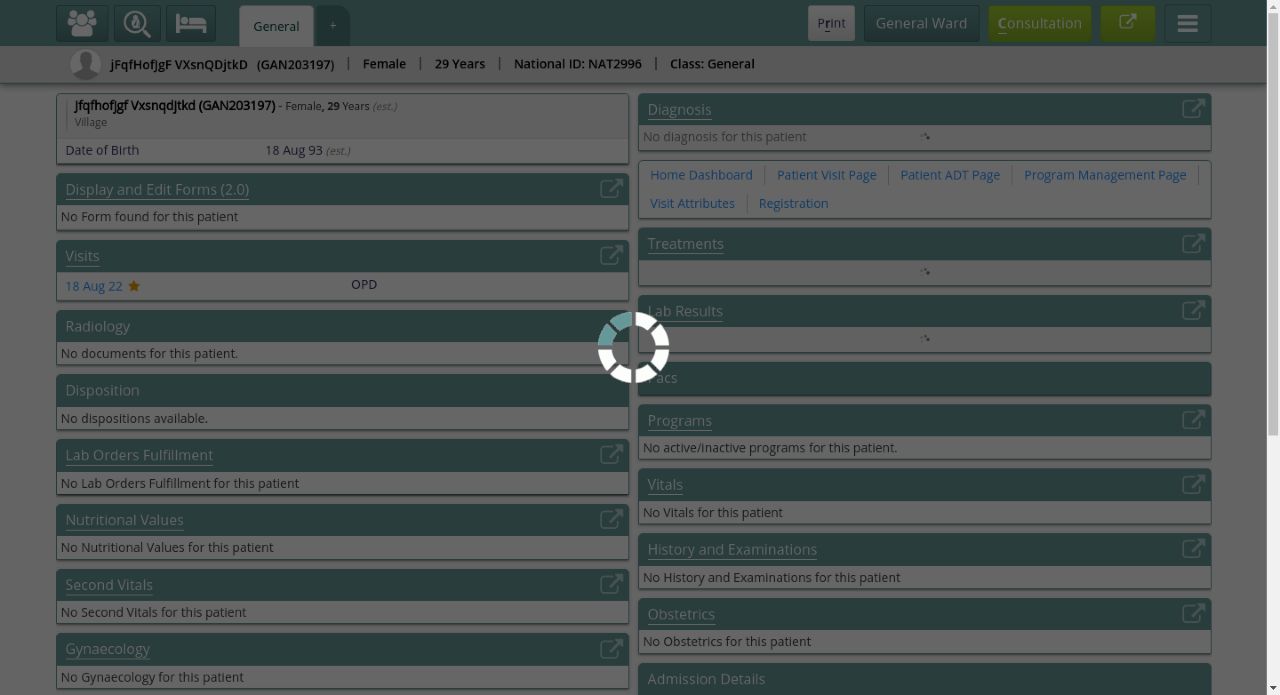 General
+
Print
General Ward
Consultation
jFqfHofJgF VXsnQDjtkD (GAN203197) | Female | 29 Years | National ID: NAT2996 | Class: General
Jfqfhofjgf Vxsnqdjtkd (GAN203197) - Female, 29 Years (est.)
Village
Date of Birth 18 Aug 93 (est.)
Display and Edit Forms (2.0)
No Form found for this patient
Visits
18 Aug 22 OPD
Radiology
No documents for this patient.
Disposition
No dispositions available.
Lab Orders Fulfillment
No Lab Orders Fulfillment for this patient
Nutritional Values
No Nutritional Values for this patient
Second Vitals
No Second Vitals for this patient
Gynaecology
No Gynaecology for this patient
Diagnosis
No diagnosis for this patient
Home Dashboard | Patient Visit Page | Patient ADT Page | Program Management Page |
Visit Attributes | Registration
Treatments
Lab Results
Pacs
Programs
No active/inactive programs for this patient.
Vitals
No Vitals for this patient
History and Examinations
No History and Examinations for this patient
Obstetrics
No Obstetrics for this patient
Admission Details